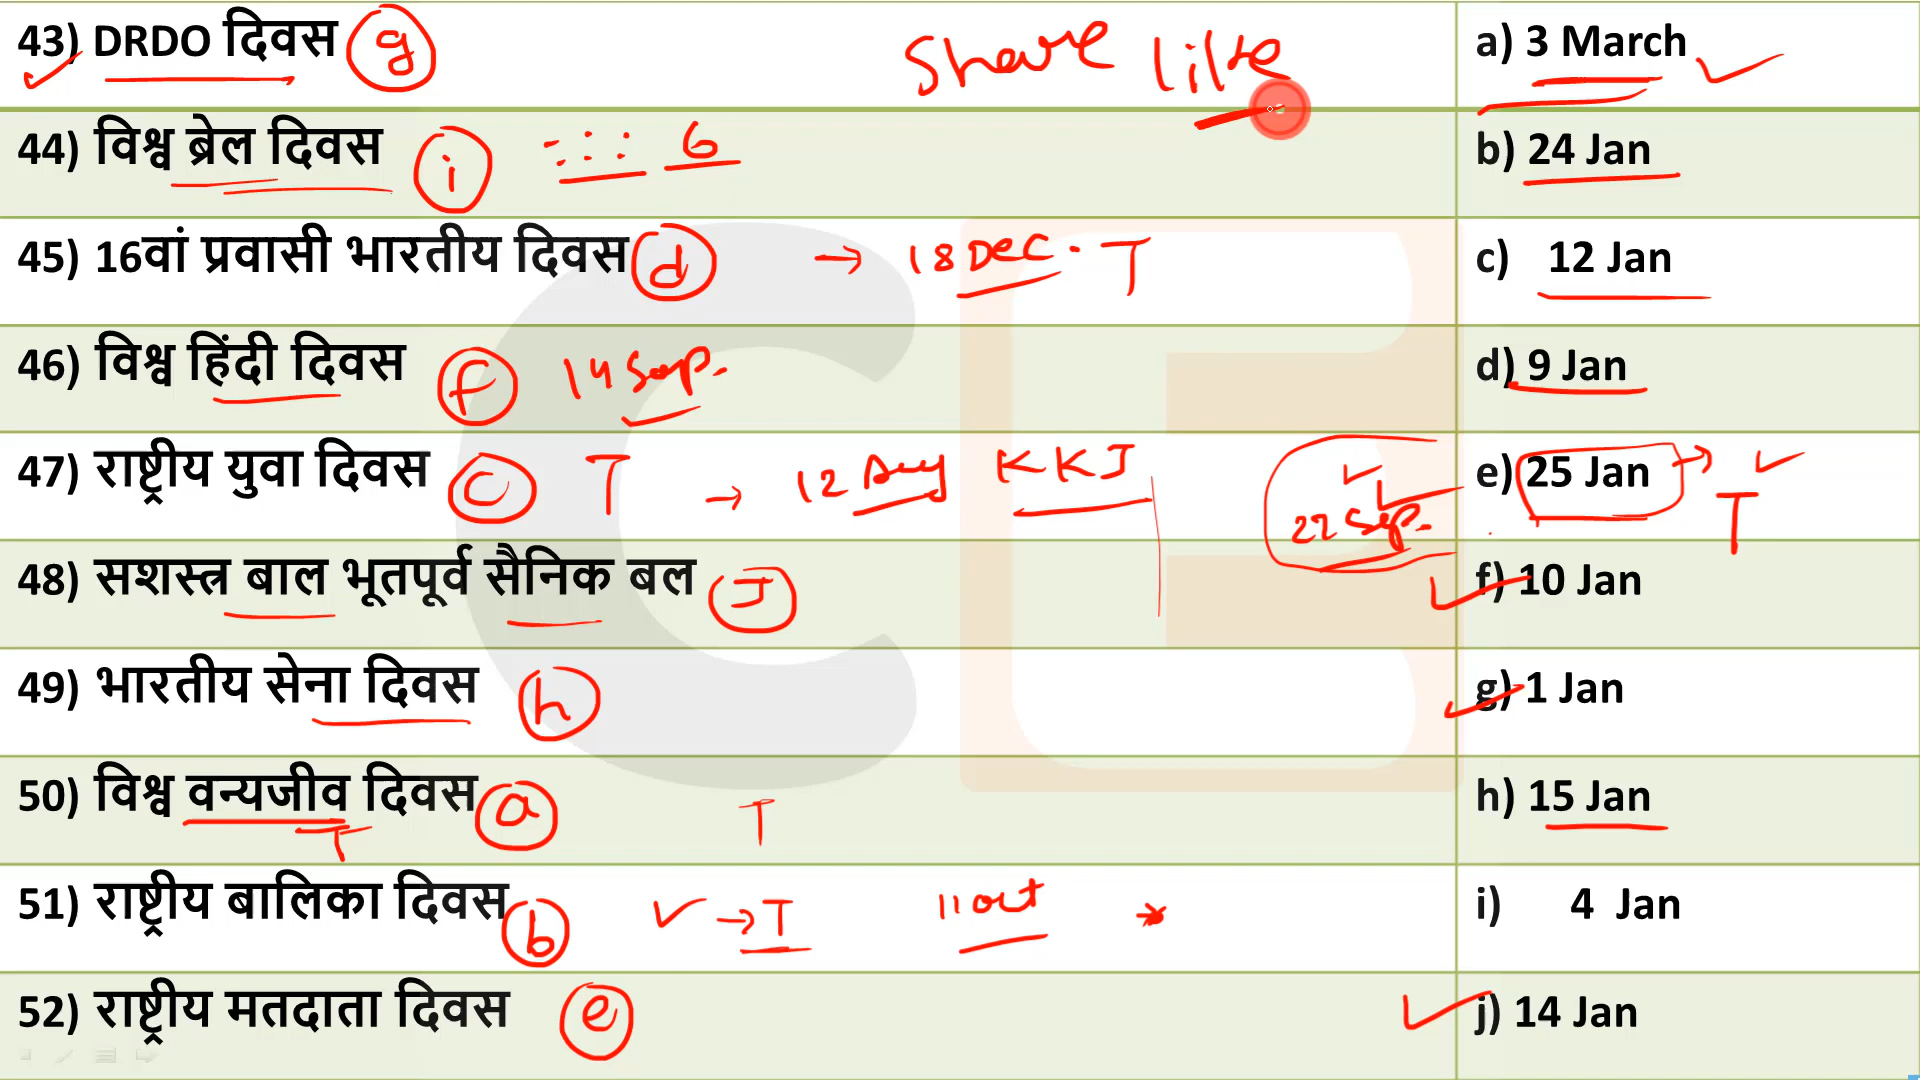 43) DRDO दिवस g Share like a) 3 March
44) विश्व ब्रेल दिवस i 6 b) 24 Jan
45) 16वां प्रवासी भारतीय दिवस d → 18 Dec. T c) 12 Jan
46) विश्व हिंदी दिवस f 14 Sep. d) 9 Jan
47) राष्ट्रीय युवा दिवस c T → 12 Aug KKJ 22 Sep. e) 25 Jan → T
48) सशस्त्र बाल भूतपूर्व सैनिक बल J f) 10 Jan
49) भारतीय सेना दिवस h g) 1 Jan
50) विश्व वन्यजीव दिवस a T T h) 15 Jan
51) राष्ट्रीय बालिका दिवस b → T 11 oct i) 4 Jan
52) राष्ट्रीय मतदाता दिवस e j) 14 Jan